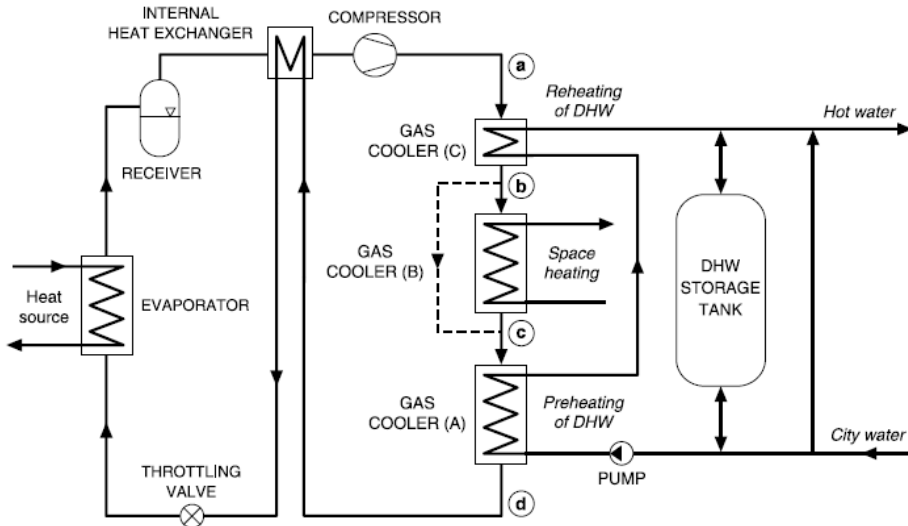 INTERNAL
HEAT EXCHANGER
COMPRESSOR
a
Reheating
of DHW
Hot water
GAS
COOLER (C)
RECEIVER
b
GAS
COOLER (B)
Space
heating
DHW
STORAGE
TANK
Heat
source
EVAPORATOR
c
GAS
COOLER (A)
Preheating
of DHW
City water
PUMP
THROTTLING
VALVE
d